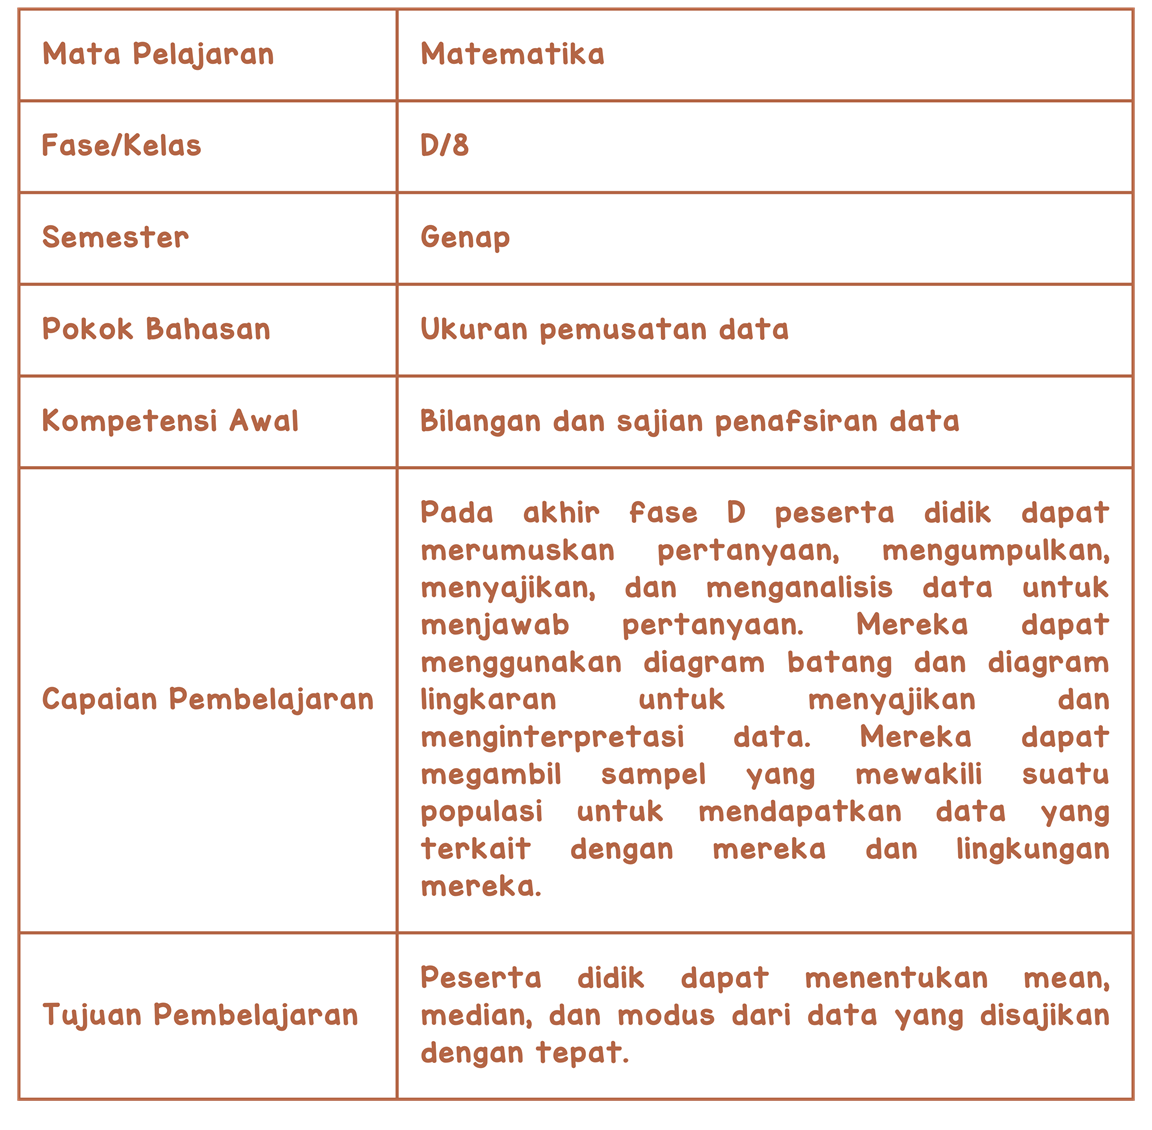 Mata Pelajaran
Matematika
Fase/Kelas
D/8
Semester
Genap
Pokok Bahasan
Ukuran pemusatan data
Kompetensi Awal
Bilangan dan sajian penafsiran data
Capaian Pembelajaran
Pada akhir fase D peserta didik dapat
merumuskan pertanyaan, mengumpulkan,
menyajikan, dan menganalisis data untuk
menjawab pertanyaan. Mereka dapat
menggunakan diagram batang dan diagram
lingkaran untuk menyajikan dan
menginterpretasi data. Mereka dapat
megambil sampel yang mewakili suatu
populasi untuk mendapatkan data yang
terkait dengan mereka dan lingkungan
mereka.
Tujuan Pembelajaran
Peserta didik dapat menentukan mean,
median, dan modus dari data yang disajikan
dengan tepat.